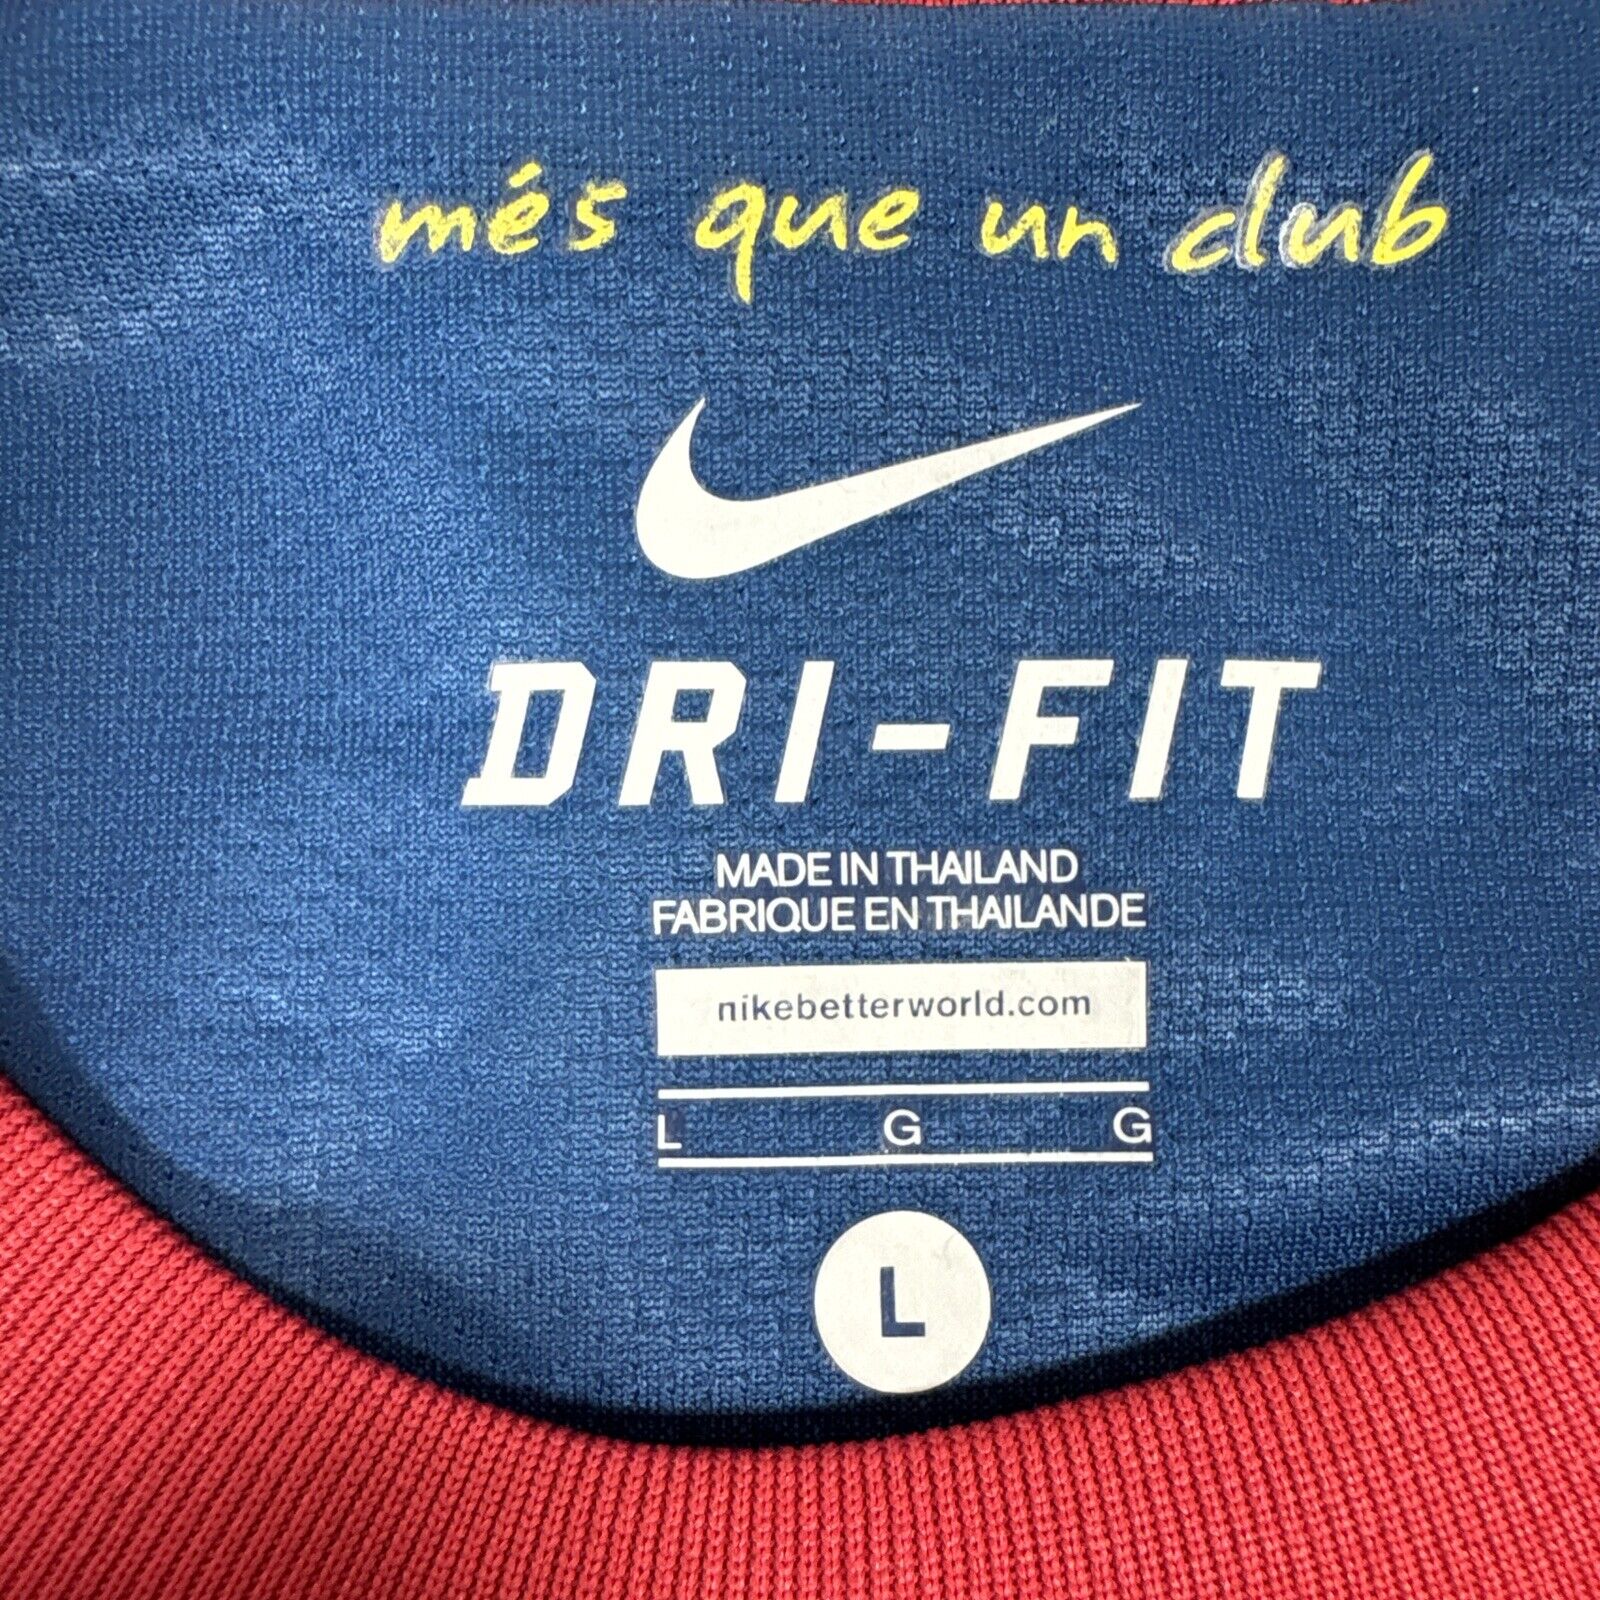 més que un club
DRI-FIT
MADE IN THAILAND
FABRIQUE EN THAILANDE
nikebetterworld.com
L G G
L